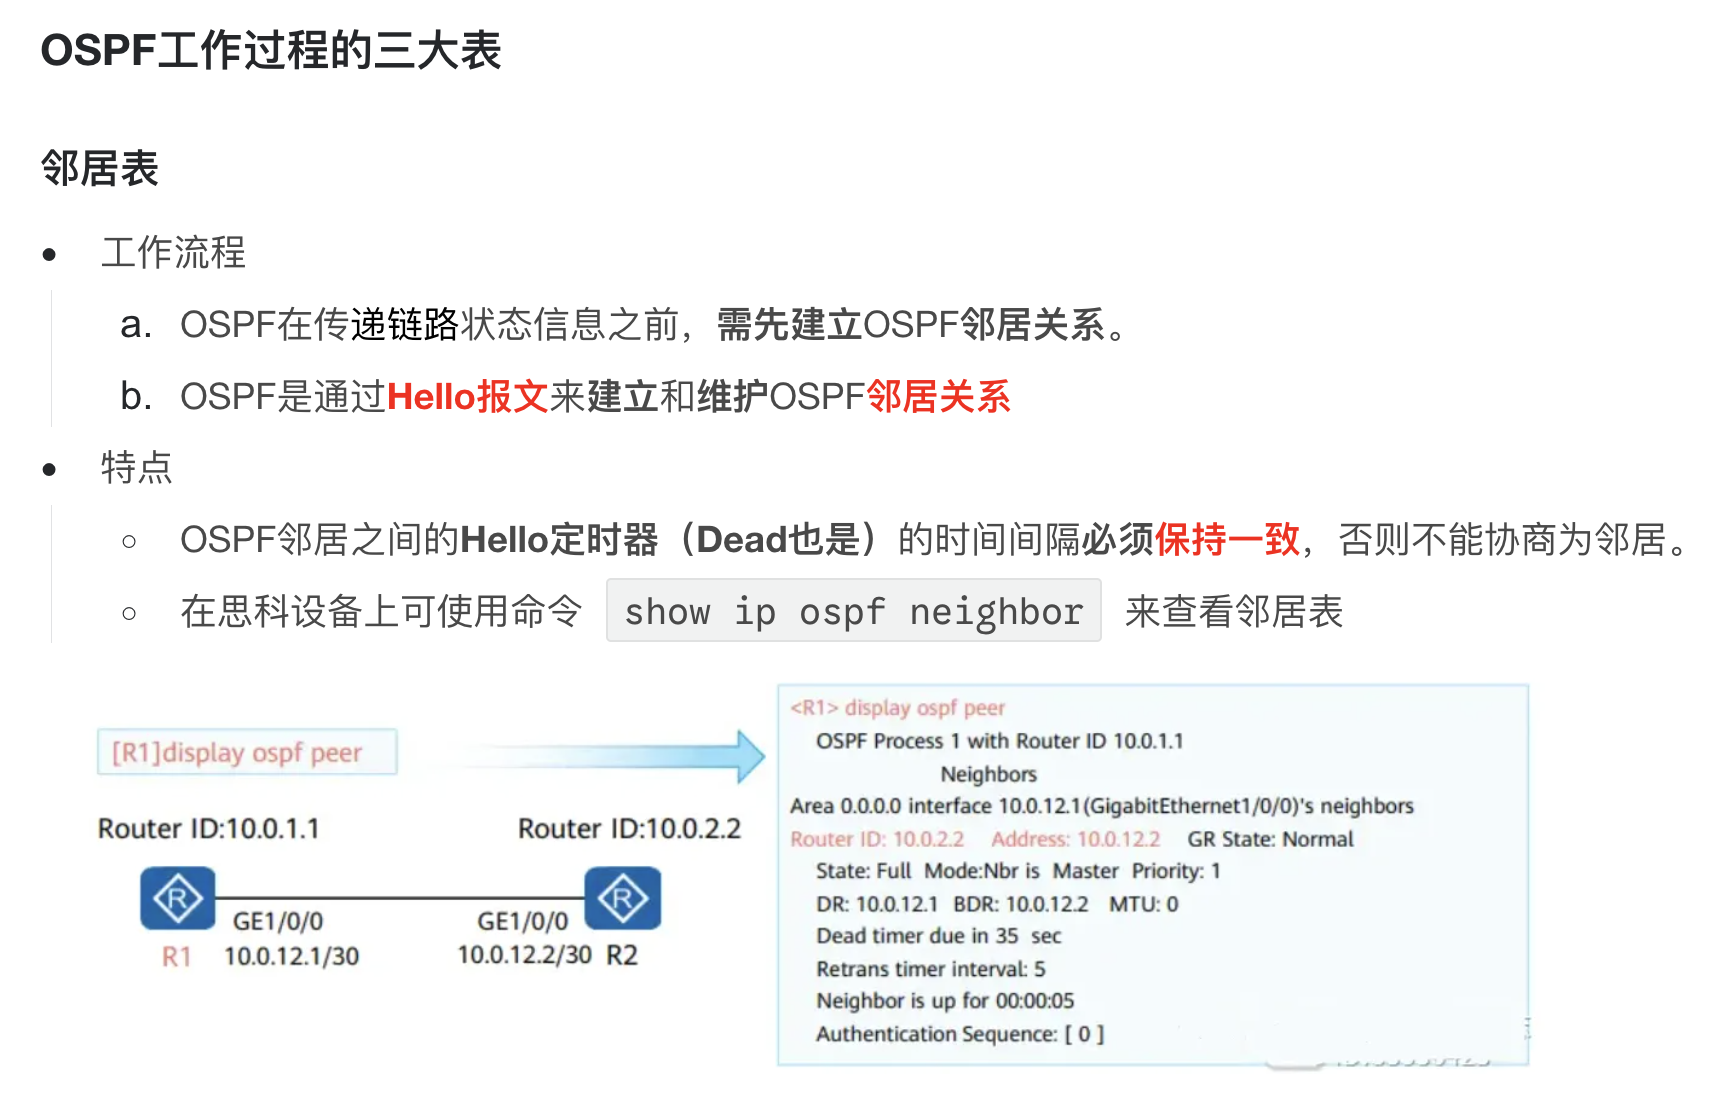 OSPF工作过程的三大表
邻居表
• 工作流程
a. OSPF在传递链路状态信息之前，需先建立OSPF邻居关系。
b. OSPF是通过Hello报文来建立和维护OSPF邻居关系
• 特点
○ OSPF邻居之间的Hello定时器（Dead也是）的时间间隔必须保持一致，否则不能协商为邻居。
○ 在思科设备上可使用命令 show ip ospf neighbor 来查看邻居表
[R1]display ospf peer
Router ID:10.0.1.1
Router ID:10.0.2.2
GE1/0/0
GE1/0/0
R1
10.0.12.1/30
10.0.12.2/30
R2
<R1> display ospf peer
OSPF Process 1 with Router ID 10.0.1.1
Neighbors
Area 0.0.0.0 interface 10.0.12.1(GigabitEthernet1/0/0)'s neighbors
Router ID: 10.0.2.2 Address: 10.0.12.2 GR State: Normal
State: Full Mode:Nbr is Master Priority: 1
DR: 10.0.12.1 BDR: 10.0.12.2 MTU: 0
Dead timer due in 35 sec
Retrans timer interval: 5
Neighbor is up for 00:00:05
Authentication Sequence: [ 0 ]